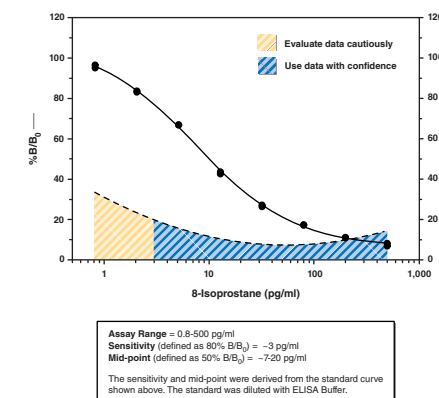 120
100
80
60
40
20
0
%B/B₀
Evaluate data cautiously
Use data with confidence
120
100
80
60
40
20
0
1
10
100
1,000
8-Isoprostane (pg/ml)
Assay Range = 0.8-500 pg/ml
Sensitivity (defined as 80% B/B₀) = ~3 pg/ml
Mid-point (defined as 50% B/B₀) = ~7-20 pg/ml
The sensitivity and mid-point were derived from the standard curve
shown above. The standard was diluted with ELISA Buffer.